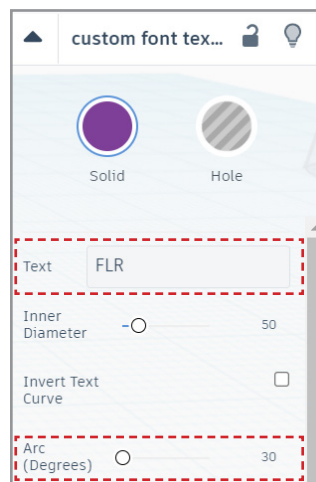 custom font tex...
Solid
Hole
Text
FLR
Inner
Diameter
50
Invert Text
Curve
Arc
(Degrees)
30